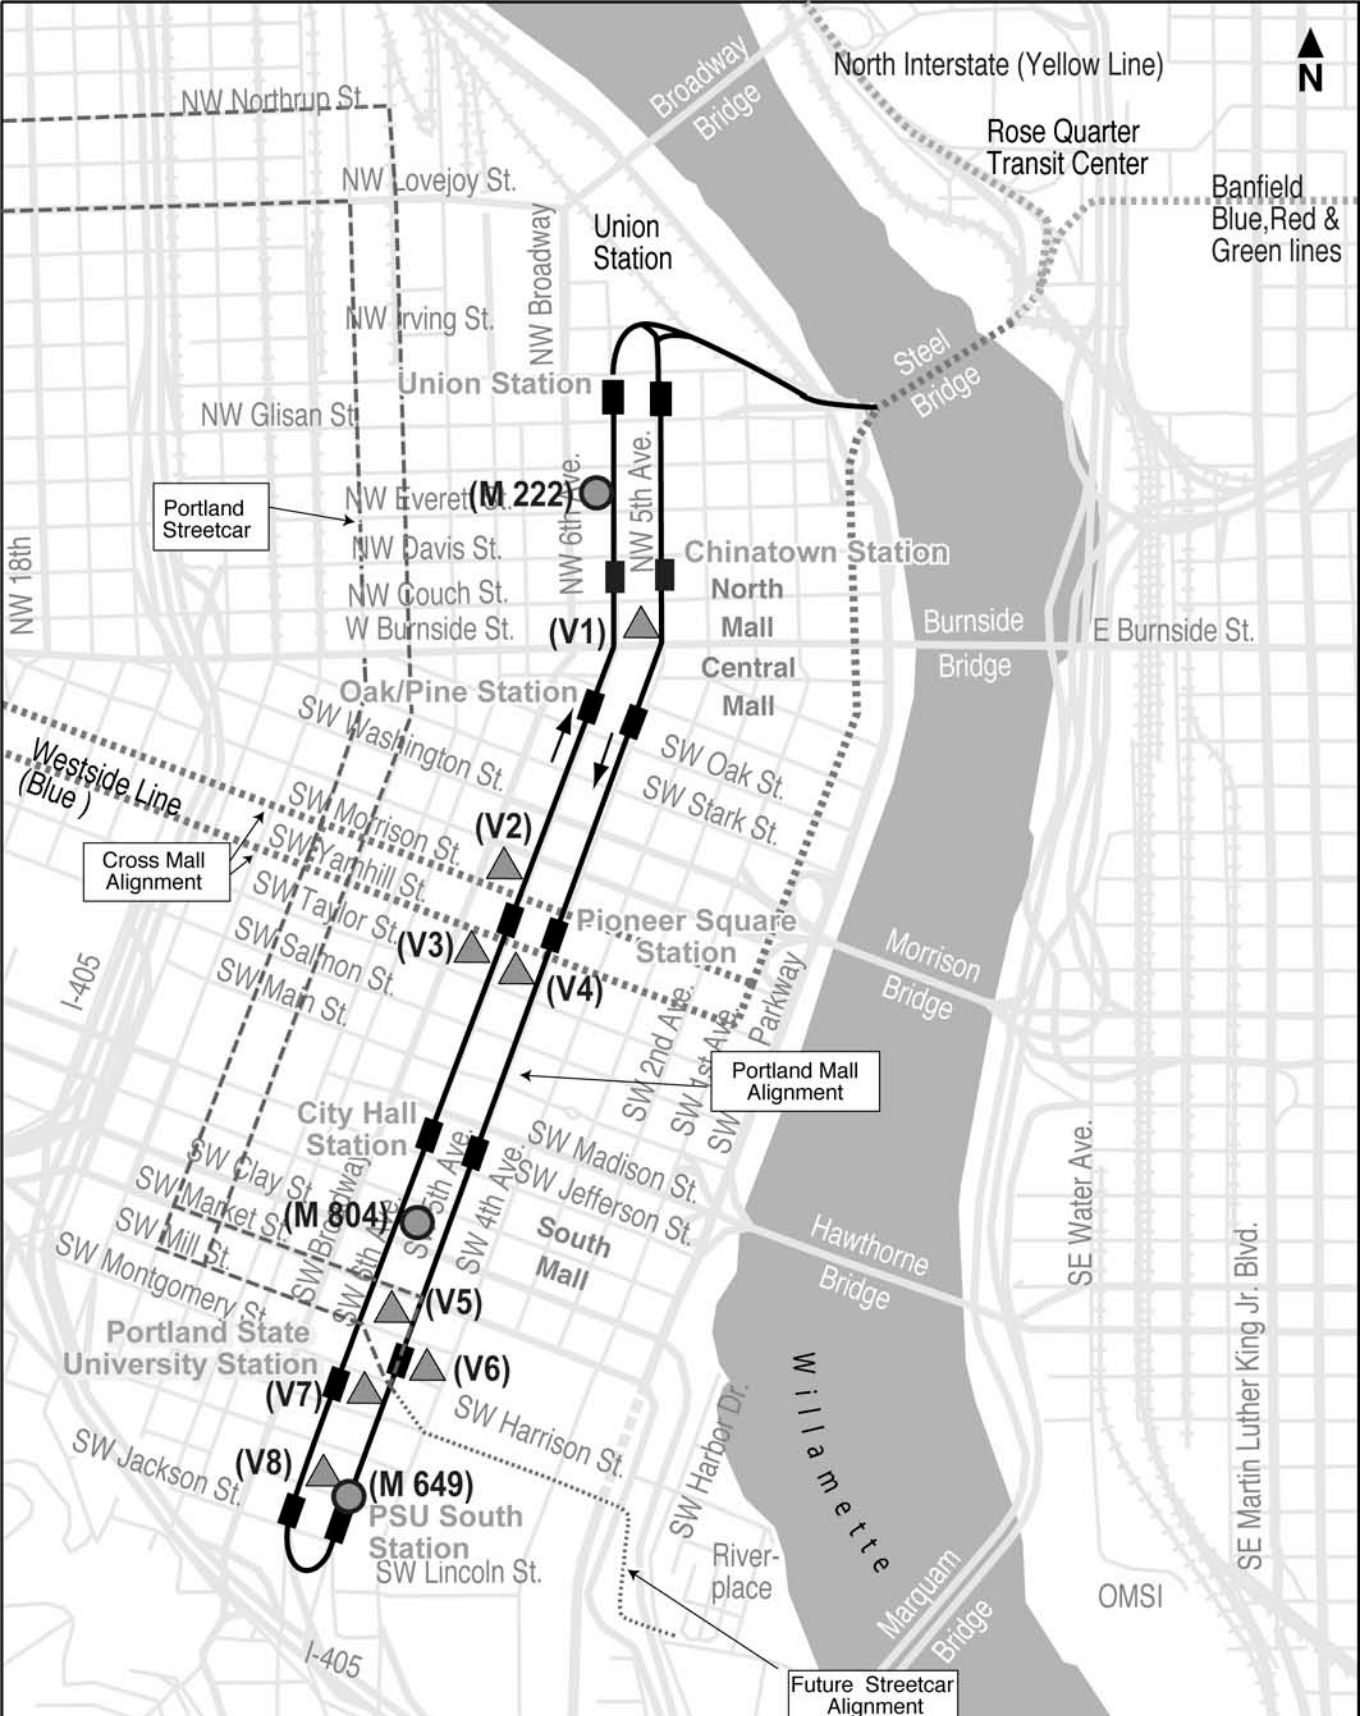 North Interstate (Yellow Line)
N
Broadway
Bridge
NW Northrup St.
Rose Quarter
Transit Center
NW Lovejoy St.
Banfield
Blue,Red &
Green lines
NW Broadway
Union
Station
NW Irving St.
Steel
Bridge
Union Station
NW Glisan St.
NW 5th Ave.
NW 6th Ave.
NW Everett St.
(M 222)
Portland
Streetcar
NW 18th
NW Davis St.
Chinatown Station
NW Couch St.
North
Mall
W Burnside St.
(V1)
Burnside
Bridge
E Burnside St.
Central
Mall
Oak/Pine Station
SW Washington St.
SW Oak St.
SW Stark St.
Westside Line
(Blue )
SW Morrison St.
(V2)
SW Yamhill St.
Cross Mall
Alignment
SW Taylor St.
Pioneer Square
Station
SW Salmon St.
(V3)
(V4)
Morrison
Bridge
SW Main St.
I-405
SW 2nd Ave.
SW 1st Ave.
SW
Parkway
Portland Mall
Alignment
City Hall
Station
SW Madison St.
SW Clay St.
SW Jefferson St.
SW Market St.
SW Broadway
SW 6th Ave.
SW 5th Ave.
SW 4th Ave.
(M 804)
SW Mill St.
South
Mall
SW Montgomery St.
Hawthorne
Bridge
SE Water Ave.
SE Martin Luther King Jr. Blvd.
(V5)
Portland State
University Station
(V6)
(V7)
Willamette
SW Harrison St.
SW Harbor Dr.
SW Jackson St.
(V8)
(M 649)
PSU South
Station
SW Lincoln St.
River-
place
Marquam
Bridge
OMSI
I-405
Future Streetcar
Alignment